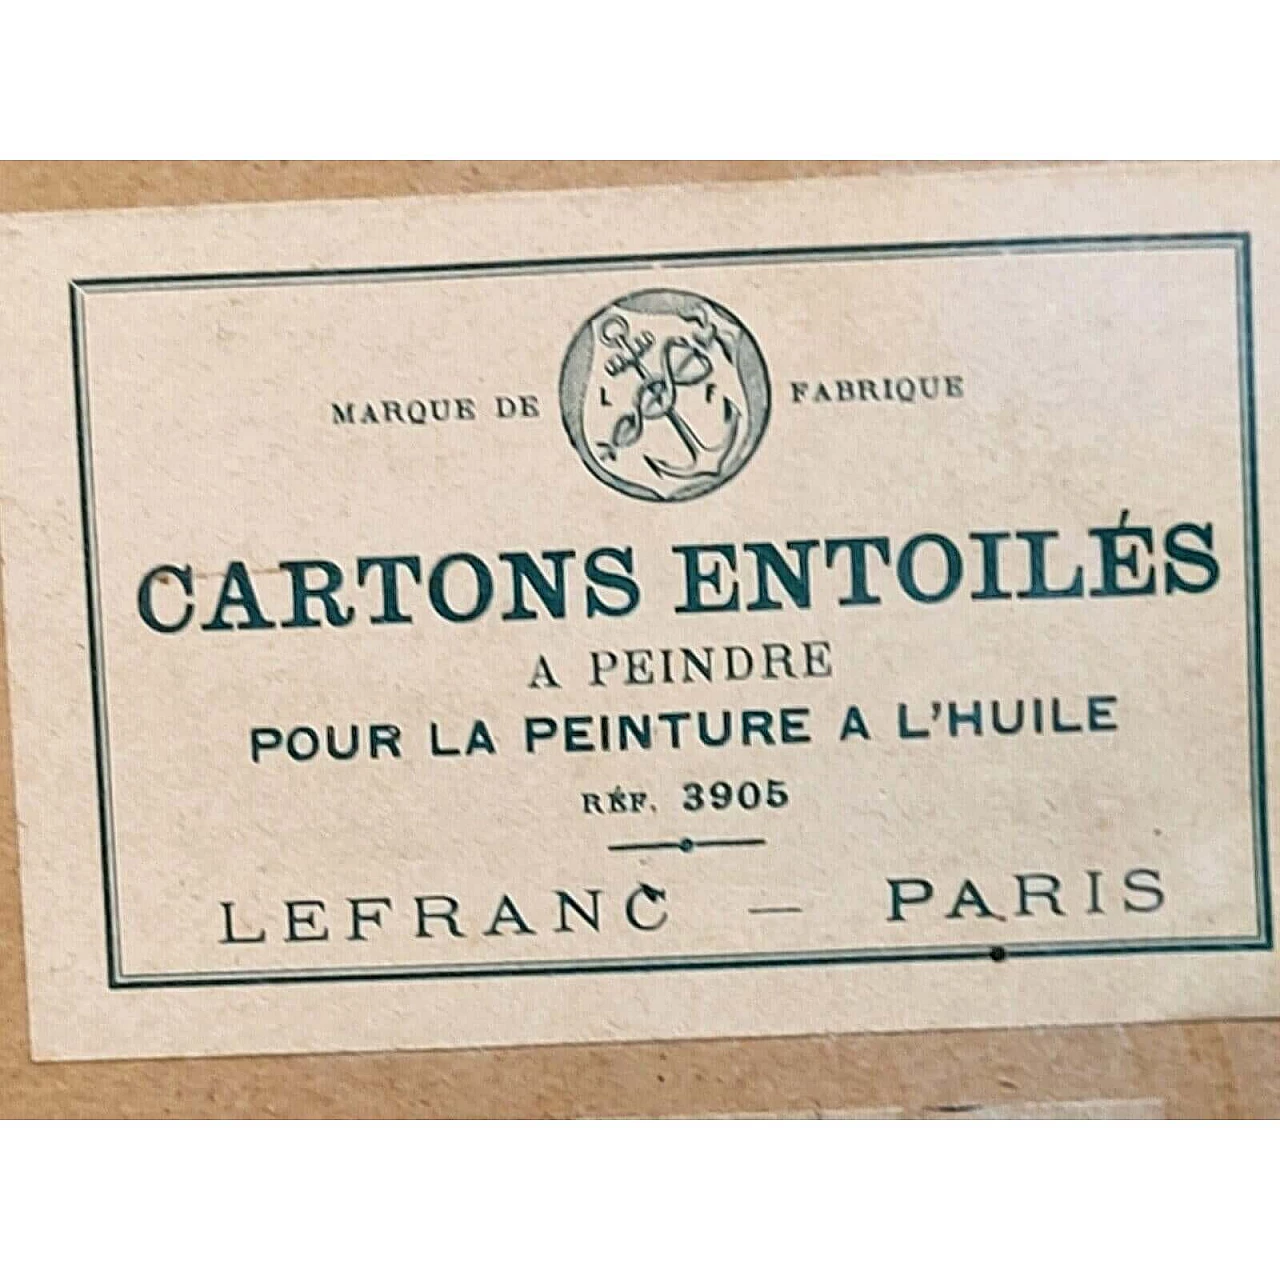 MARQUE DE L F FABRIQUE
CARTONS ENTOILÉS
A PEINDRE
POUR LA PEINTURE A L'HUILE
RÉF. 3905
LEFRANC — PARIS